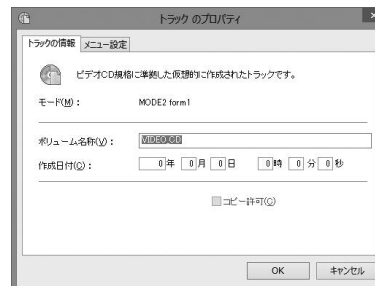 トラック のプロパティ
トラックの情報 メニュー設定
ビデオCD規格に準拠した仮想的に作成されたトラックです。
モード(M)： MODE2 form1
ボリューム名称(V)： VIDEO CD
作成日付(C)： 0年 0月 0日 0時 0分 0秒
コピー許可(C)
OK キャンセル